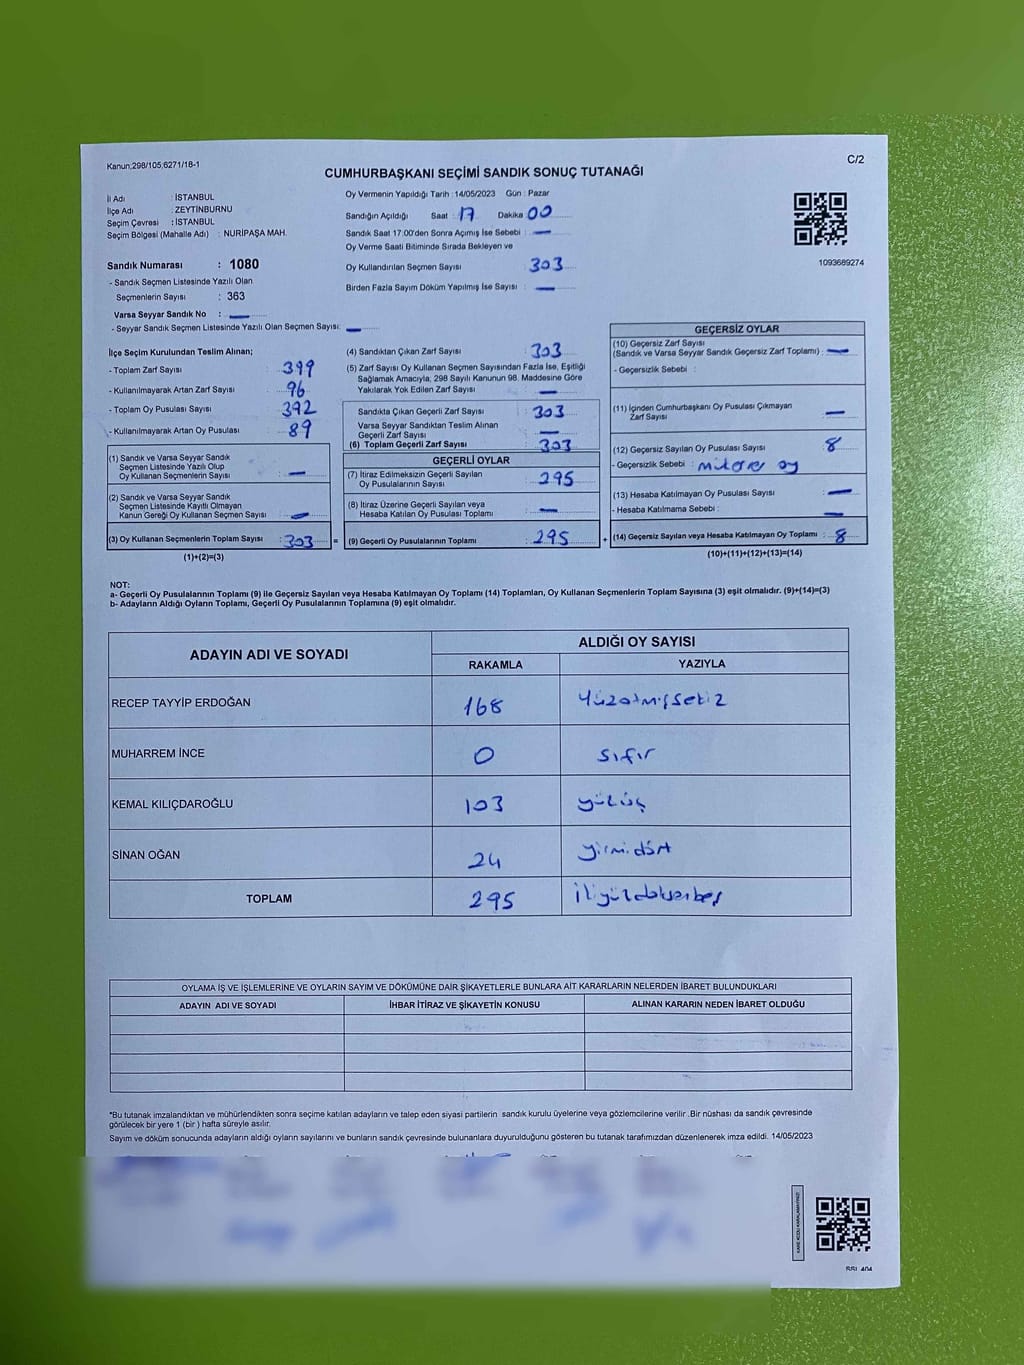 Kanun:298/105,6271/18-1
C/2
CUMHURBAŞKANI SEÇİMİ SANDIK SONUÇ TUTANAĞI
İl Adı : İSTANBUL
İlçe Adı : ZEYTİNBURNU
Seçim Çevresi : İSTANBUL
Seçim Bölgesi (Mahalle Adı) : NURİPAŞA MAH.
Sandık Numarası : 1080
- Sandık Seçmen Listesinde Yazılı Olan
Seçmenlerin Sayısı : 363
Varsa Seyyar Sandık No :
- Seyyar Sandık Seçmen Listesinde Yazılı Olan Seçmen Sayısı:
Oy Vermenin Yapıldığı Tarih : 14/05/2023 Gün : Pazar
Sandığın Açıldığı Saat : 17 Dakika 00
Sandık Saat 17:00'den Sonra Açımış İse Sebebi :
Oy Verme Saati Bitiminde Sırada Bekleyen ve
Oy Kullandırılan Seçmen Sayısı : 303
Birden Fazla Sayım Döküm Yapılmış İse Sayısı :
1093689274
İlçe Seçim Kurulundan Teslim Alınan;
- Toplam Zarf Sayısı : 399
- Kullanılmayarak Artan Zarf Sayısı : 96
- Toplam Oy Pusulası Sayısı : 392
- Kullanılmayarak Artan Oy Pusulası : 89
(1) Sandık ve Varsa Seyyar Sandık
Seçmen Listesinde Yazılı Olup
Oy Kullanan Seçmenlerin Sayısı :
(2) Sandık ve Varsa Seyyar Sandık
Seçmen Listesinde Kayıtlı Olmayan
Kanun Gereği Oy Kullanan Seçmen Sayısı :
(3) Oy Kullanan Seçmenlerin Toplam Sayısı : 303 =
(1)+(2)=(3)
(4) Sandıktan Çıkan Zarf Sayısı : 303
(5) Zarf Sayısı Oy Kullanan Seçmen Sayısından Fazla İse, Eşitliği
Sağlamak Amacıyla; 298 Sayılı Kanunun 98. Maddesine Göre
Yakılarak Yok Edilen Zarf Sayısı :
Sandıkta Çıkan Geçerli Zarf Sayısı : 303
Varsa Seyyar Sandıktan Teslim Alınan
Geçerli Zarf Sayısı :
(6) Toplam Geçerli Zarf Sayısı : 303
GEÇERLİ OYLAR
(7) İtiraz Edilmeksizin Geçerli Sayılan
Oy Pusulalarının Sayısı : 295
(8) İtiraz Üzerine Geçerli Sayılan veya
Hesaba Katılan Oy Pusulası Toplamı :
(9) Geçerli Oy Pusulalarının Toplamı : 295 +
GEÇERSİZ OYLAR
(10) Geçersiz Zarf Sayısı
(Sandık ve Varsa Seyyar Sandık Geçersiz Zarf Toplamı) :
- Geçersizlik Sebebi :
(11) İçinden Cumhurbaşkanı Oy Pusulası Çıkmayan
Zarf Sayısı :
(12) Geçersiz Sayılan Oy Pusulası Sayısı : 8
- Geçersizlik Sebebi : oy
(13) Hesaba Katılmayan Oy Pusulası Sayısı :
- Hesaba Katılmama Sebebi :
(14) Geçersiz Sayılan veya Hesaba Katılmayan Oy Toplamı : 8
(10)+(11)+(12)+(13)=(14)
NOT:
a- Geçerli Oy Pusulalarının Toplamı (9) ile Geçersiz Sayılan veya Hesaba Katılmayan Oy Toplamı (14) Toplamları, Oy Kullanan Seçmenlerin Toplam Sayısına (3) eşit olmalıdır. (9)+(14)=(3)
b- Adayların Aldığı Oyların Toplamı, Geçerli Oy Pusulalarının Toplamına (9) eşit olmalıdır.
ADAYIN ADI VE SOYADI
ALDIĞI OY SAYISI
RAKAMLA YAZIYLA
RECEP TAYYİP ERDOĞAN 168 Yüzatmışsekiz
MUHARREM İNCE 0 Sıfır
KEMAL KILIÇDAROĞLU 103 yüzüç
SİNAN OĞAN 24 yirmidört
TOPLAM 295 İkiyüzdoksanbeş
OYLAMA İŞ VE İŞLEMLERİNE VE OYLARIN SAYIM VE DÖKÜMÜNE DAİR ŞİKAYETLERLE BUNLARA AİT KARARLARIN NELERDEN İBARET BULUNDUKLARI
ADAYIN ADI VE SOYADI İHBAR İTİRAZ VE ŞİKAYETİN KONUSU ALINAN KARARIN NEDEN İBARET OLDUĞU
*Bu tutanak imzalandıktan ve mühürlendikten sonra seçime katılan adayların ve talep eden siyasi partilerin sandık kurulu üyelerine veya gözlemcilerine verilir .Bir nüshası da sandık çevresinde
görülecek bir yere 1 (bir ) hafta süreyle asılır.
Sayım ve döküm sonucunda adayların aldığı oyların sayılarını ve bunların sandık çevresinde bulunanlara duyurulduğunu gösteren bu tutanak tarafımızdan düzenlenerek imza edildi. 14/05/2023